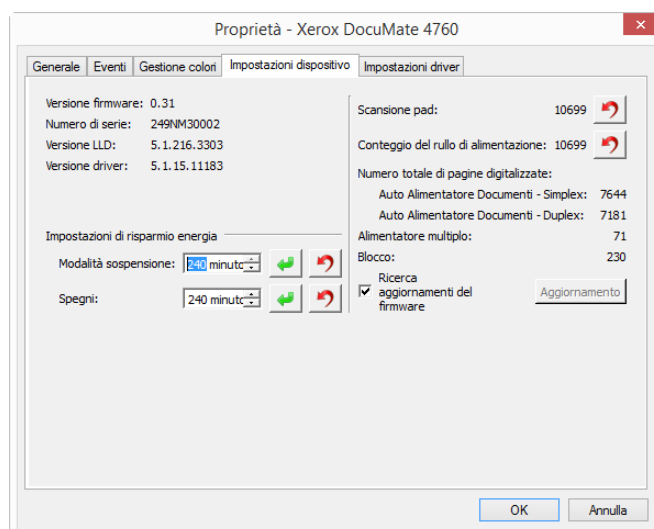 Proprietà - Xerox DocuMate 4760
Generale
Eventi
Gestione colori
Impostazioni dispositivo
Impostazioni driver
Versione firmware: 0.31
Numero di serie: 249NM30002
Versione LLD: 5.1.216.3303
Versione driver: 5.1.15.11183
Impostazioni di risparmio energia
Modalità sospensione: 240 minuto
Spegni: 240 minuto
Scansione pad: 10699
Conteggio del rullo di alimentazione: 10699
Numero totale di pagine digitalizzate:
Auto Alimentatore Documenti - Simplex: 7644
Auto Alimentatore Documenti - Duplex: 7181
Alimentatore multiplo: 71
Blocco: 230
Ricerca
aggiornamenti del
firmware
Aggiornamento
OK
Annulla